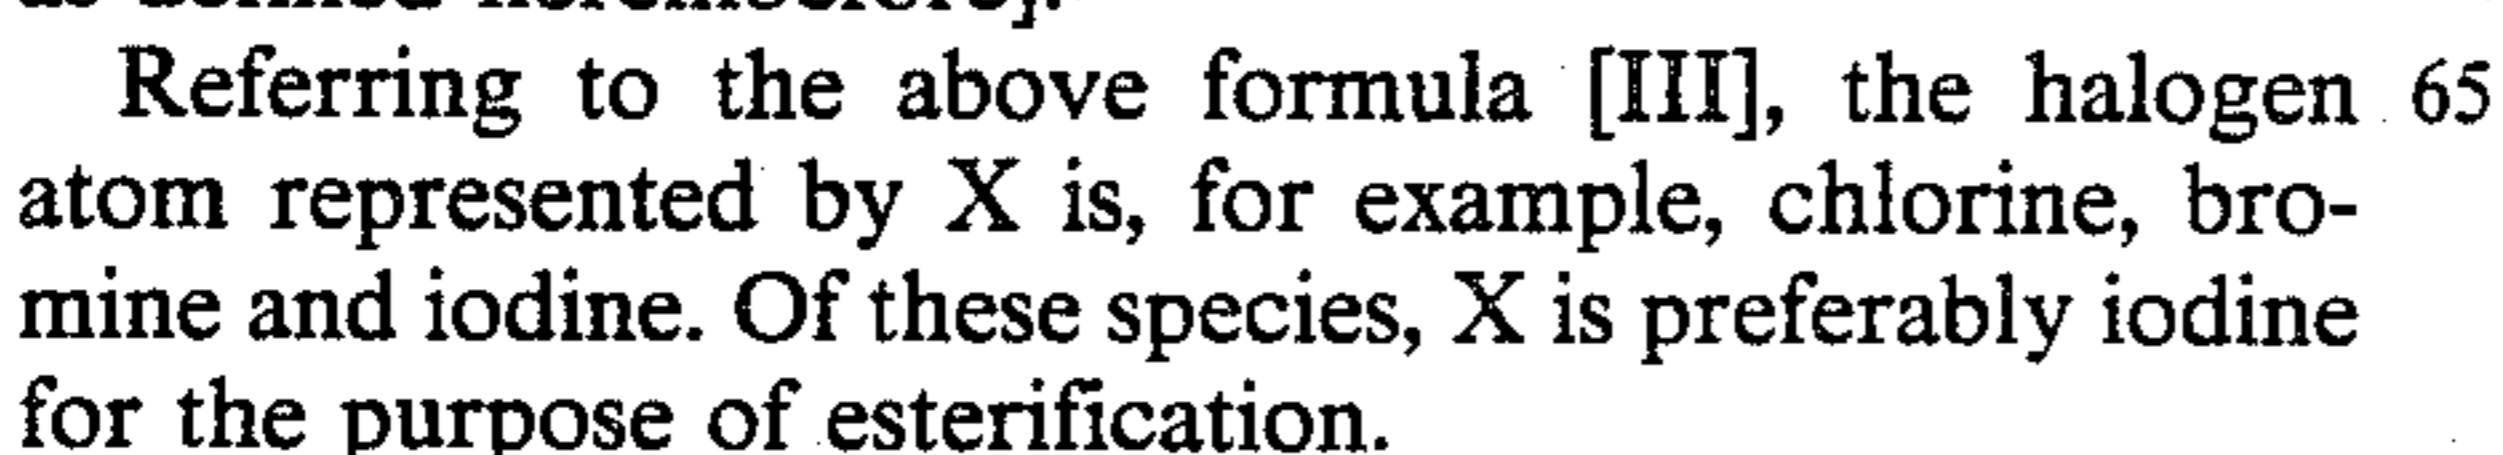 Referring to the above formula [III], the halogen 65
atom represented by X is, for example, chlorine, bro-
mine and iodine. Of these species, X is preferably iodine
for the purpose of esterification.